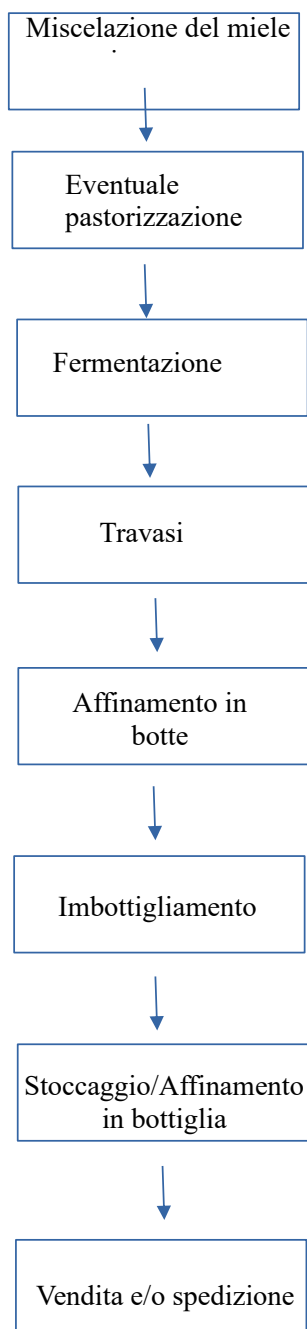 Miscelazione del miele
Eventuale
pastorizzazione
Fermentazione
Travasi
Affinamento in
botte
Imbottigliamento
Stoccaggio/Affinamento
in bottiglia
Vendita e/o spedizione